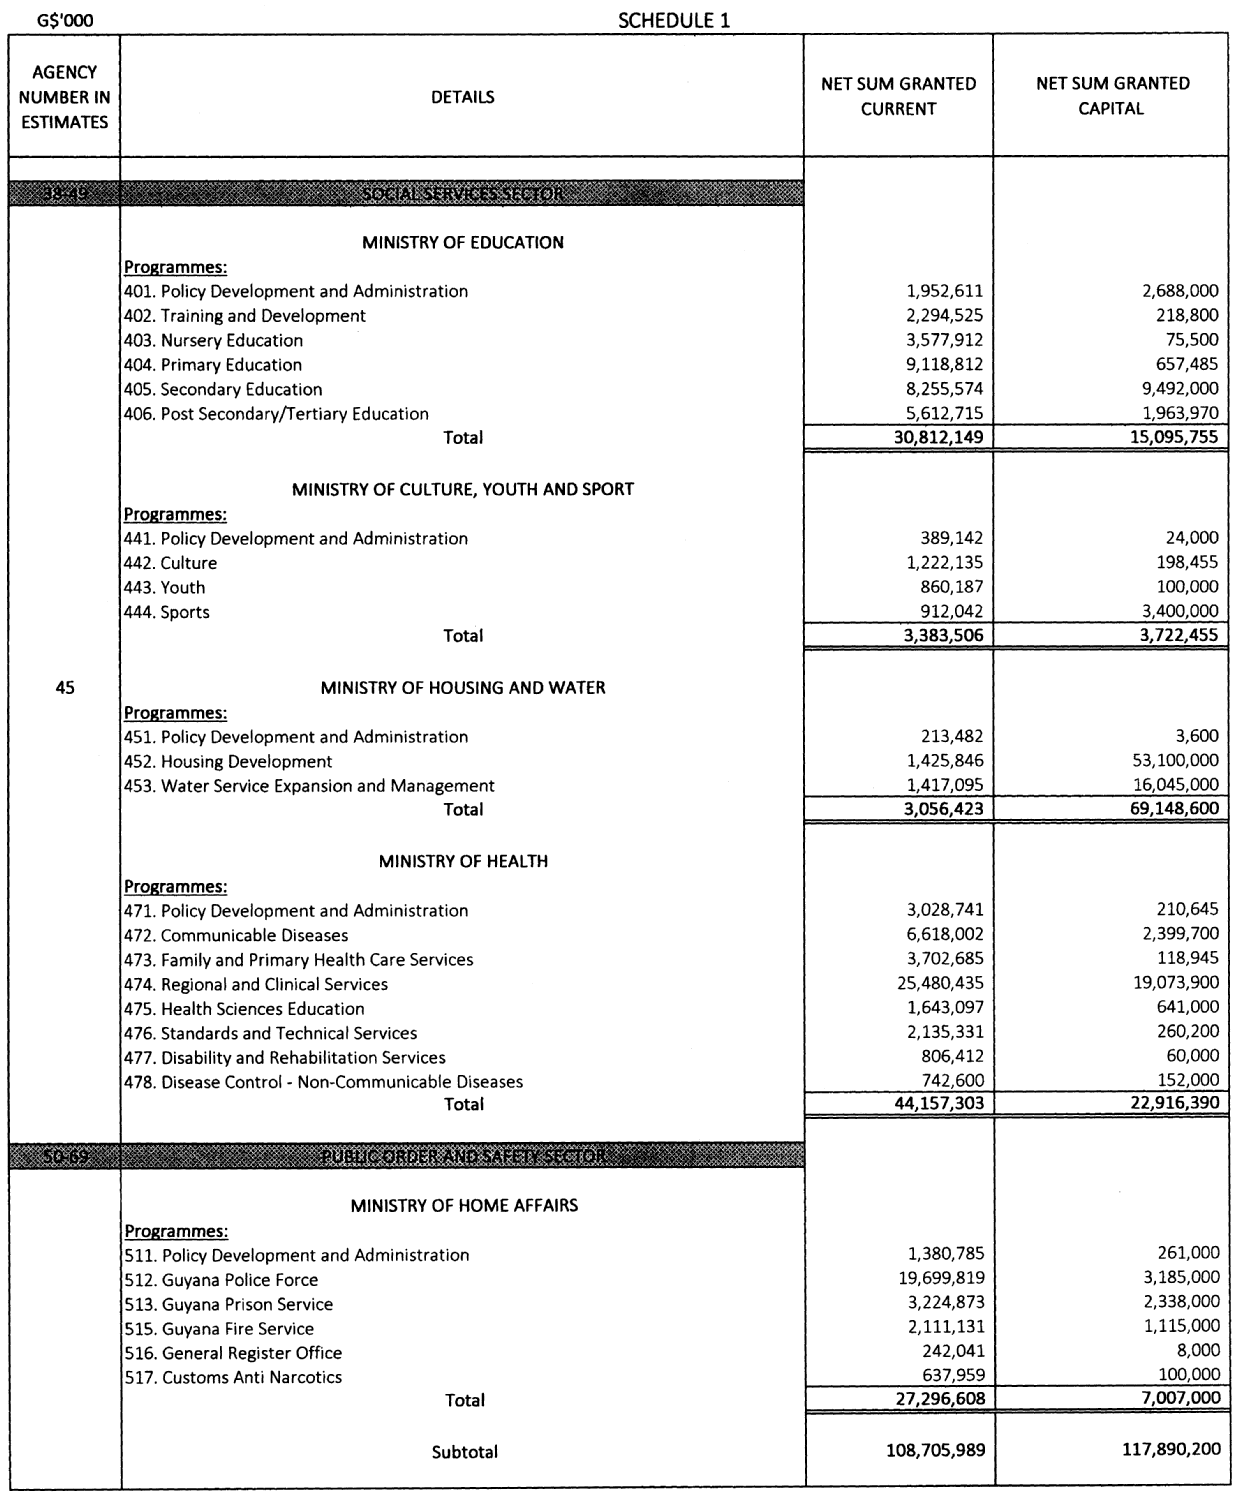 G$'000 SCHEDULE 1
AGENCY NUMBER IN ESTIMATES DETAILS NET SUM GRANTED CURRENT NET SUM GRANTED CAPITAL
38-49 SOCIAL SERVICES SECTOR
MINISTRY OF EDUCATION
Programmes:
401. Policy Development and Administration 1,952,611 2,688,000
402. Training and Development 2,294,525 218,800
403. Nursery Education 3,577,912 75,500
404. Primary Education 9,118,812 657,485
405. Secondary Education 8,255,574 9,492,000
406. Post Secondary/Tertiary Education 5,612,715 1,963,970
Total 30,812,149 15,095,755
MINISTRY OF CULTURE, YOUTH AND SPORT
Programmes:
441. Policy Development and Administration 389,142 24,000
442. Culture 1,222,135 198,455
443. Youth 860,187 100,000
444. Sports 912,042 3,400,000
Total 3,383,506 3,722,455
45 MINISTRY OF HOUSING AND WATER
Programmes:
451. Policy Development and Administration 213,482 3,600
452. Housing Development 1,425,846 53,100,000
453. Water Service Expansion and Management 1,417,095 16,045,000
Total 3,056,423 69,148,600
MINISTRY OF HEALTH
Programmes:
471. Policy Development and Administration 3,028,741 210,645
472. Communicable Diseases 6,618,002 2,399,700
473. Family and Primary Health Care Services 3,702,685 118,945
474. Regional and Clinical Services 25,480,435 19,073,900
475. Health Sciences Education 1,643,097 641,000
476. Standards and Technical Services 2,135,331 260,200
477. Disability and Rehabilitation Services 806,412 60,000
478. Disease Control - Non-Communicable Diseases 742,600 152,000
Total 44,157,303 22,916,390
50-69 PUBLIC ORDER AND SAFETY SECTOR
MINISTRY OF HOME AFFAIRS
Programmes:
511. Policy Development and Administration 1,380,785 261,000
512. Guyana Police Force 19,699,819 3,185,000
513. Guyana Prison Service 3,224,873 2,338,000
515. Guyana Fire Service 2,111,131 1,115,000
516. General Register Office 242,041 8,000
517. Customs Anti Narcotics 637,959 100,000
Total 27,296,608 7,007,000
Subtotal 108,705,989 117,890,200